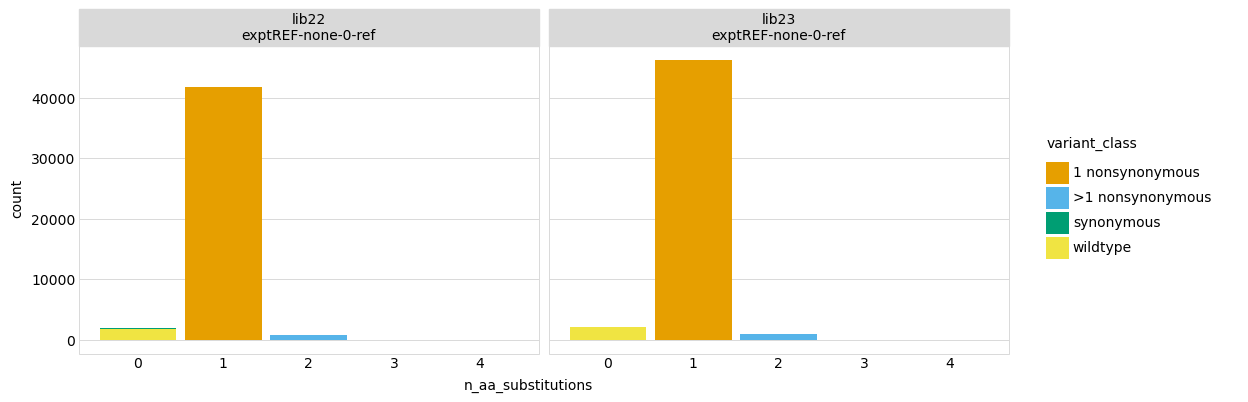 lib22
exptREF-none-0-ref
lib23
exptREF-none-0-ref
count
40000
30000
20000
10000
0
0 1 2 3 4
0 1 2 3 4
n_aa_substitutions
variant_class
1 nonsynonymous
>1 nonsynonymous
synonymous
wildtype